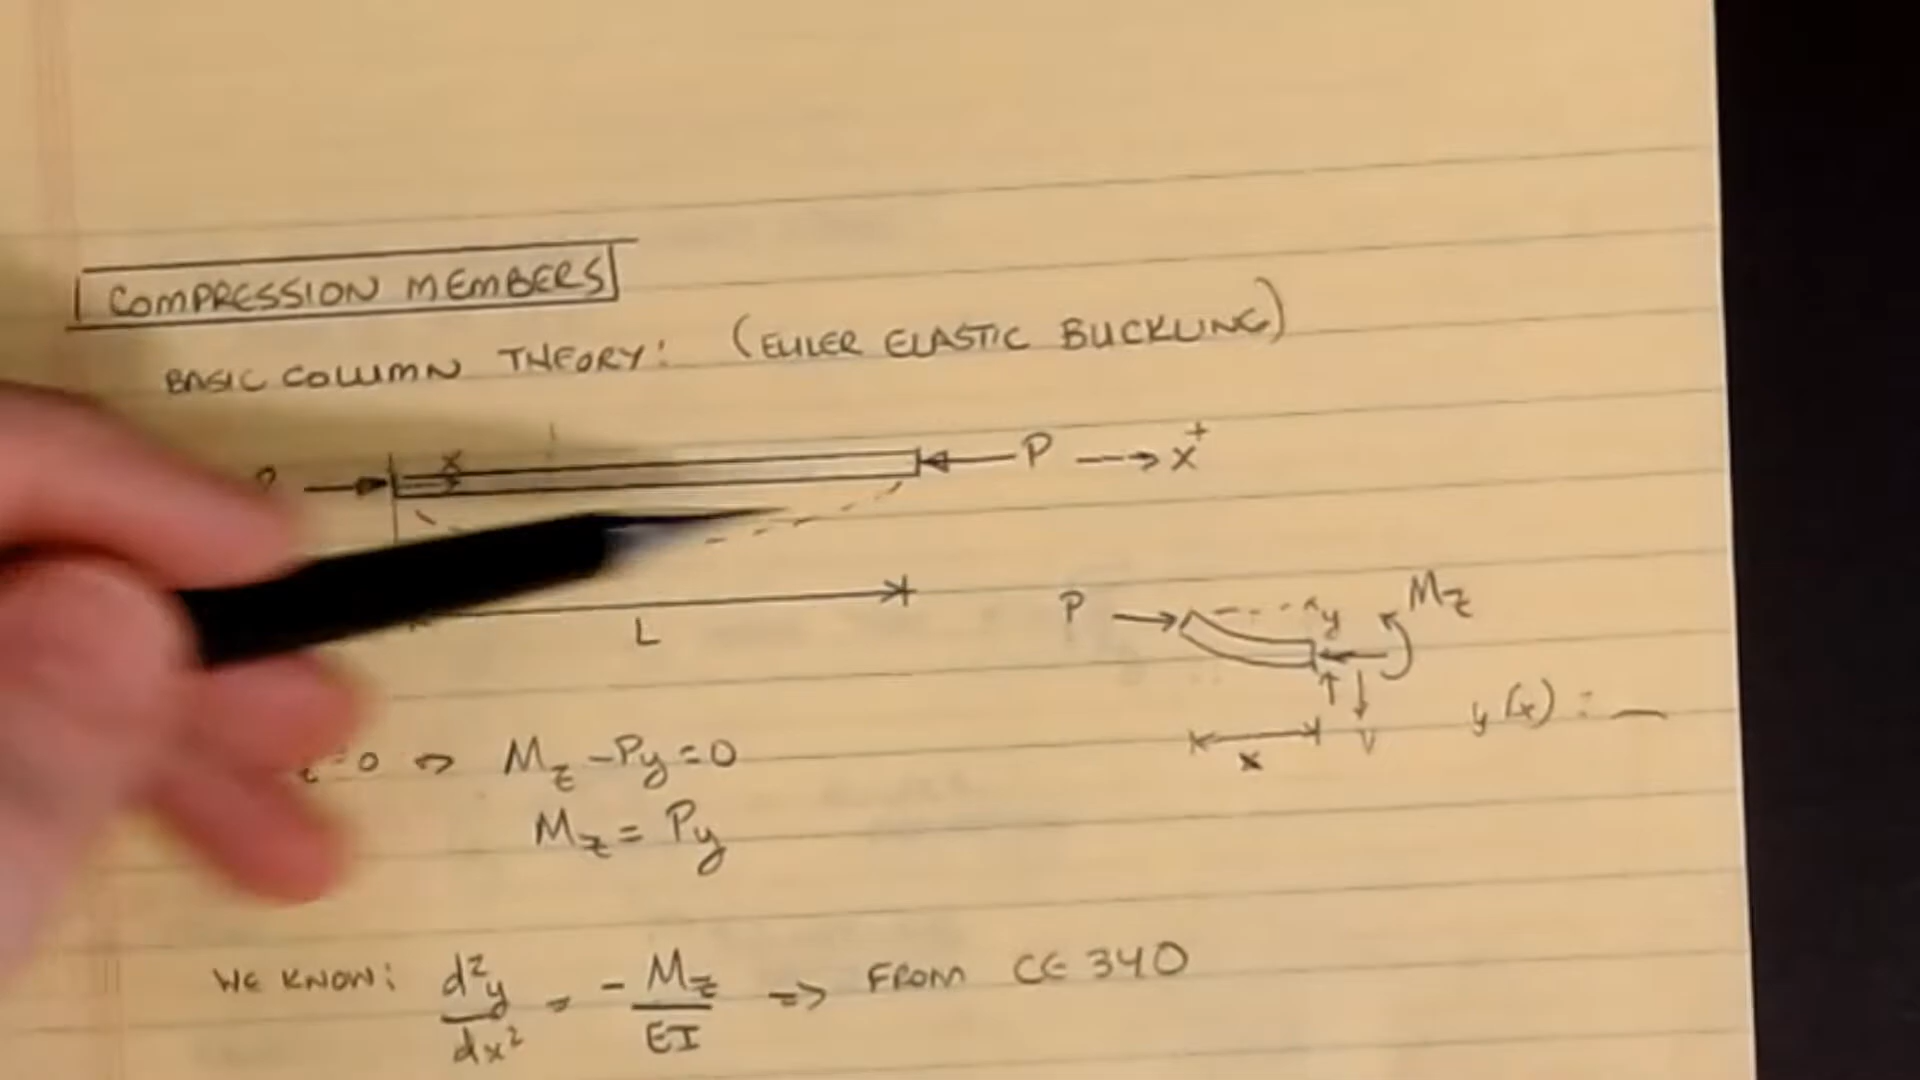 COMPRESSION MEMBERS
BASIC COLUMN THEORY: (EULER ELASTIC BUCKLING)
x P --> x+
L
P y Mz
x V y(x) : —
=0 => Mz - Py = 0
Mz = Py
WE KNOW: d²y/dx² = - Mz/EI => FROM CE 340